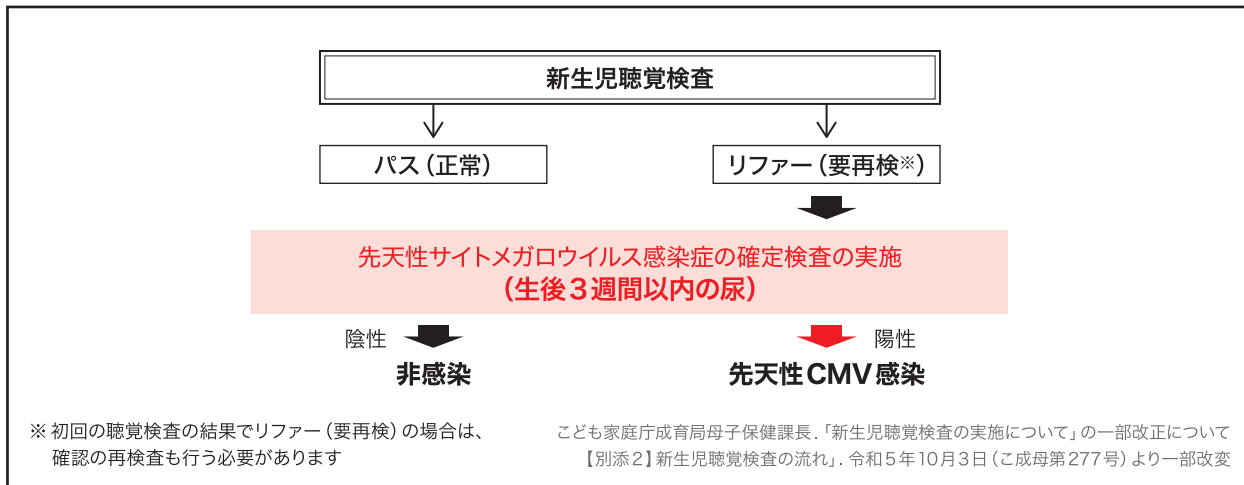 新生児聴覚検査
パス（正常）
リファー（要再検※）
先天性サイトメガロウイルス感染症の確定検査の実施
（生後３週間以内の尿）
陰性
陽性
非感染
先天性CMV感染
※ 初回の聴覚検査の結果でリファー（要再検）の場合は、
確認の再検査も行う必要があります
こども家庭庁成育局母子保健課長．「新生児聴覚検査の実施について」の一部改正について
【別添２】新生児聴覚検査の流れ」．令和５年10月３日（こ成母第277号）より一部改変